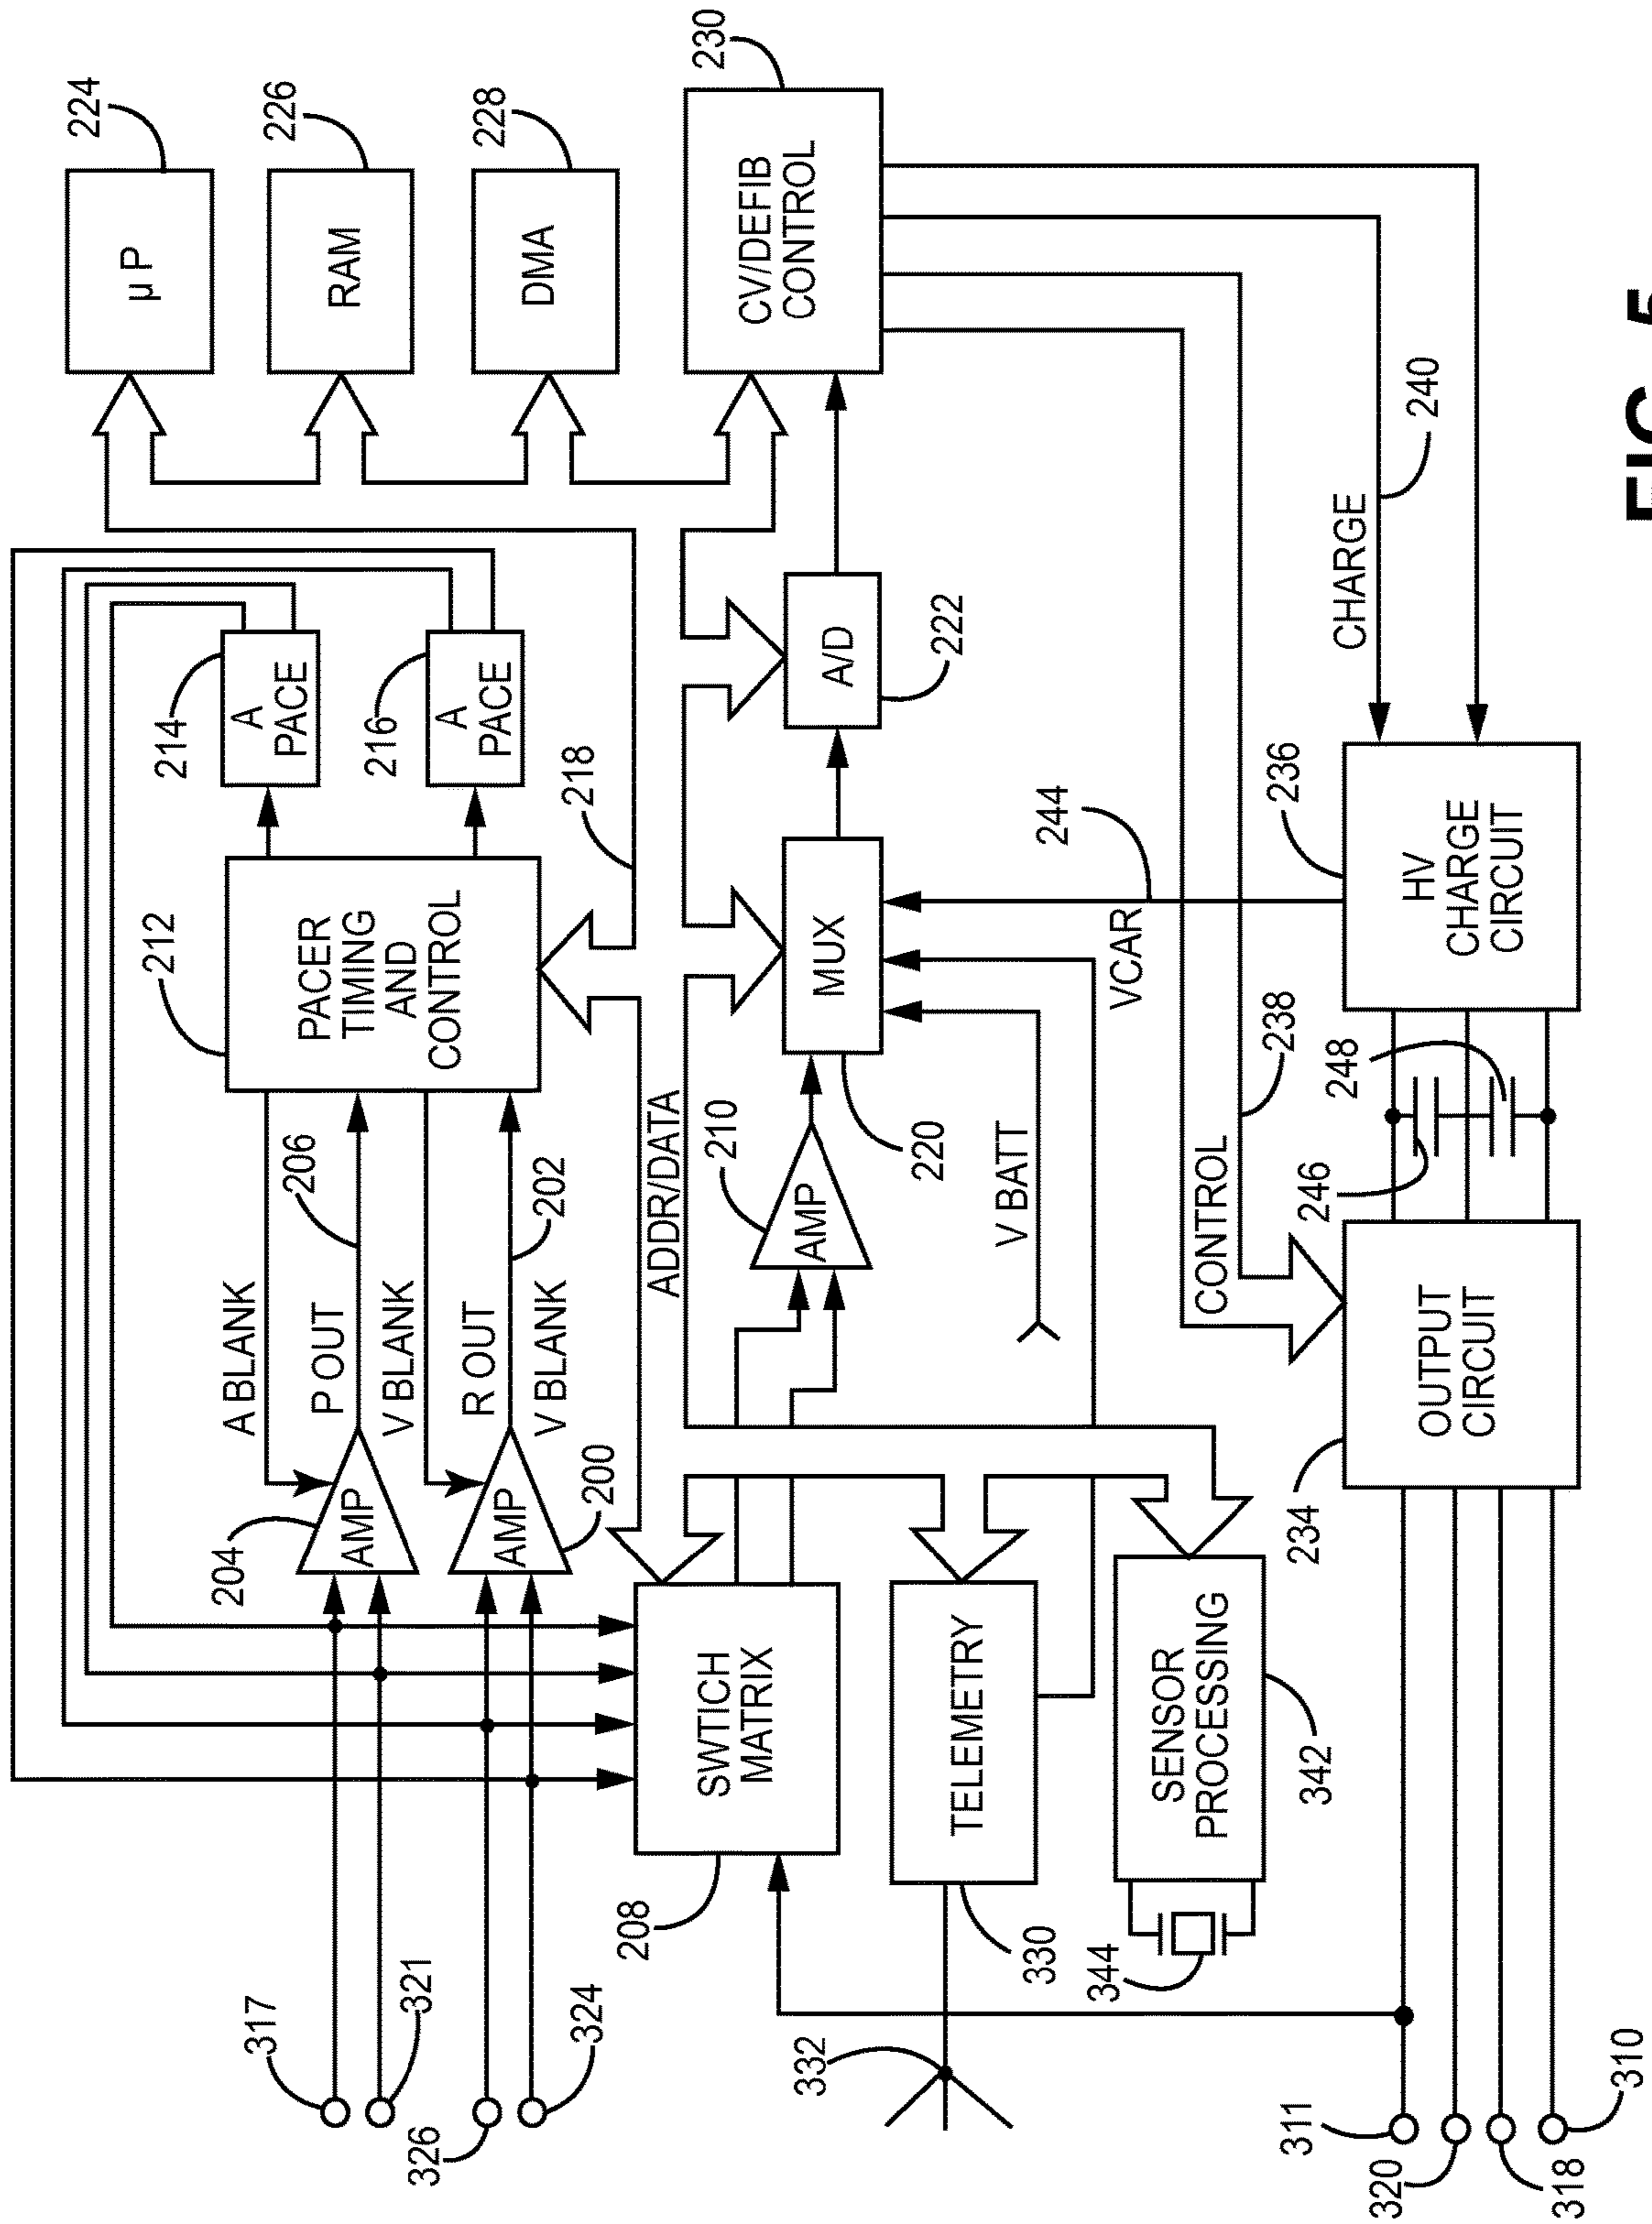 317
321
326
324
204
AMP
200
AMP
A BLANK
P OUT
V BLANK
R OUT
V BLANK
206
202
212
PACER
TIMING
AND
CONTROL
214
A
PACE
216
A
PACE
218
224
µ P
226
RAM
228
DMA
230
CV/DEFIB
CONTROL
208
SWTICH
MATRIX
ADDR/DATA
210
AMP
220
MUX
A/D
222
332
330
TELEMETRY
V BATT
VCAR
244
344
SENSOR
PROCESSING
342
CONTROL
238
311
320
318
310
234
OUTPUT
CIRCUIT
246
248
236
HV
CHARGE
CIRCUIT
CHARGE
240
FIG. 5